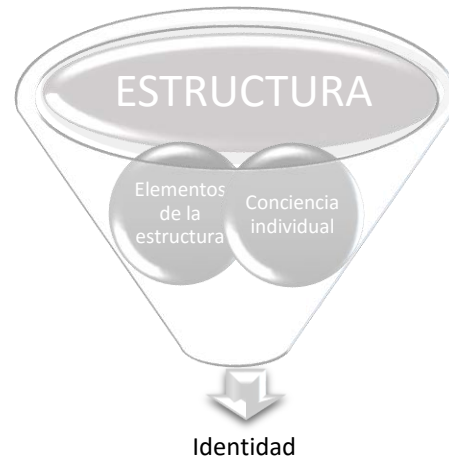 ESTRUCTURA
Elementos
de la
estructura
Conciencia
individual
Identidad